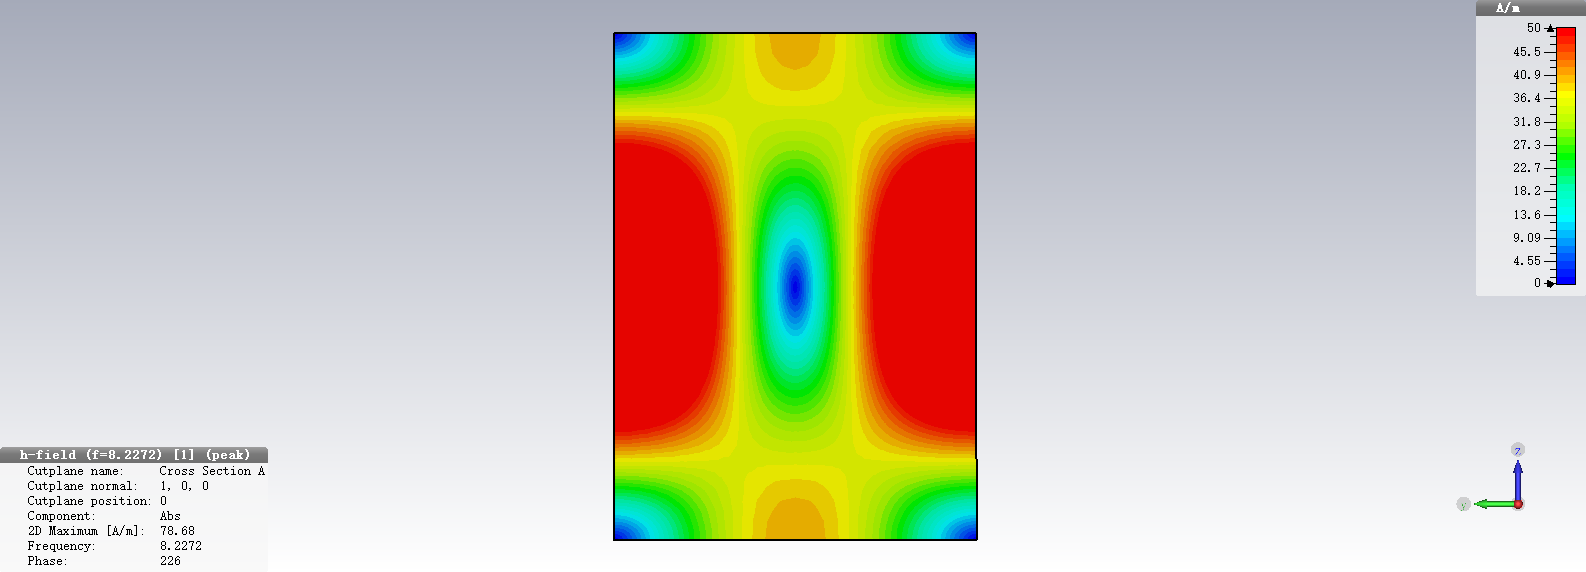 A/m
50
45.5
40.9
36.4
31.8
27.3
22.7
18.2
13.6
9.09
4.55
0
h-field (f=8.2272) [1] (peak)
Cutplane name: Cross Section A
Cutplane normal: 1, 0, 0
Cutplane position: 0
Component: Abs
2D Maximum [A/m]: 78.68
Frequency: 8.2272
Phase: 226
z
y